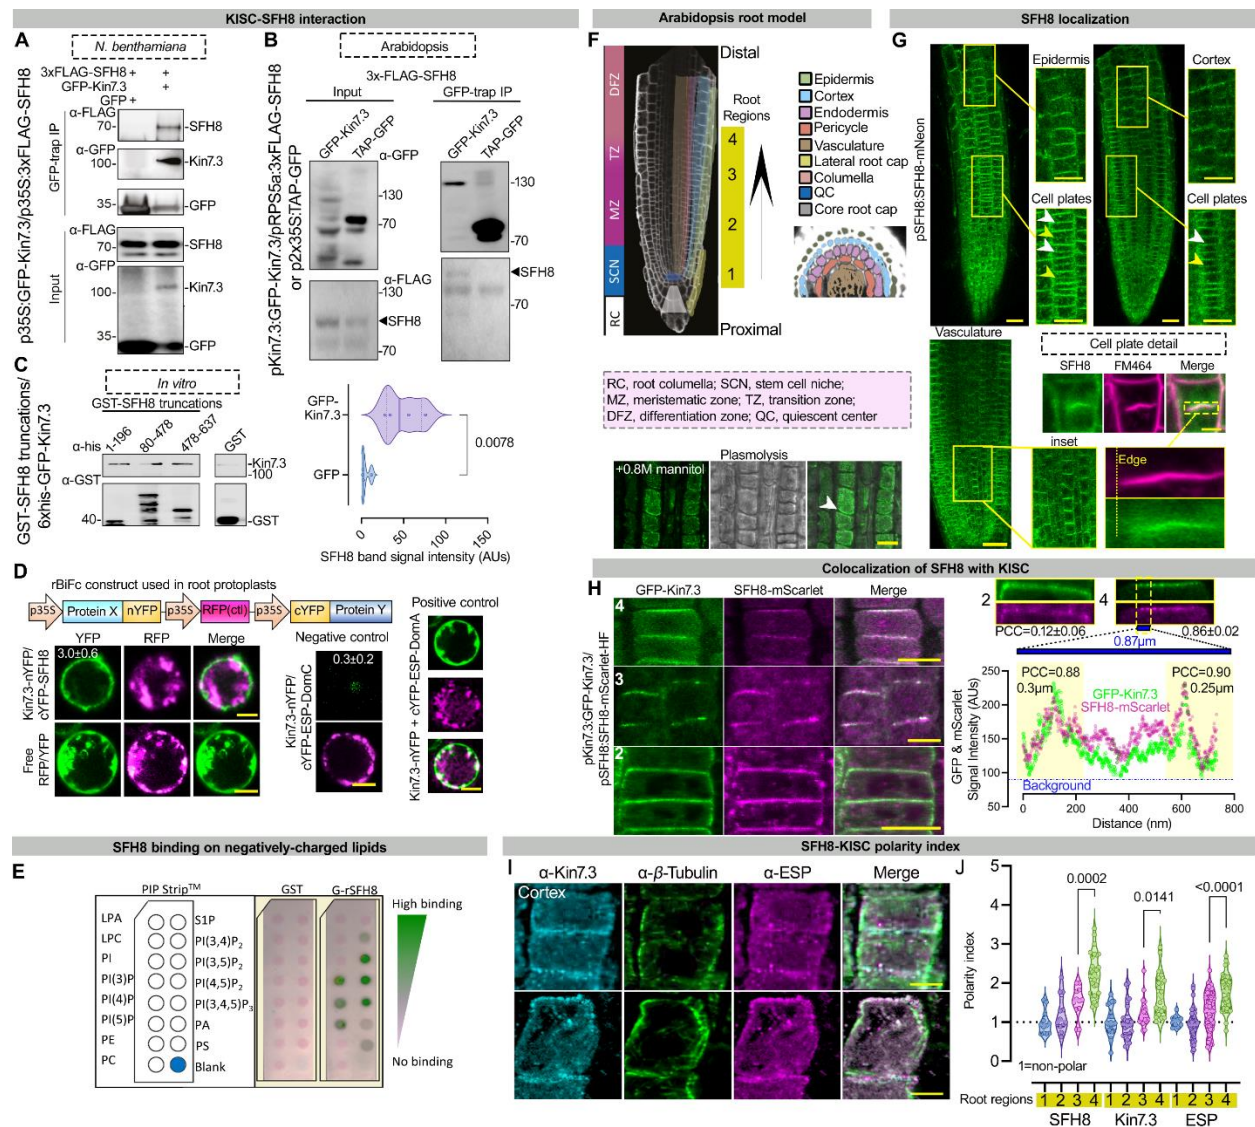 KISC-SFH8 interaction
A
N. benthamiana
p35S:GFP-Kin7.3/p35S:3xFLAG-SFH8
3xFLAG-SFH8 + +
GFP-Kin7.3 +
GFP +
GFP-trap IP
α-FLAG
70-
-SFH8
α-GFP
100-
-Kin7.3
35-
-GFP
Input
α-FLAG
70-
-SFH8
α-GFP
100-
-Kin7.3
35-
-GFP
B
Arabidopsis
pKin7.3:GFP-Kin7.3/pRPS5a:3xFLAG-SFH8
or p2x35S:TAP-GFP
3x-FLAG-SFH8
Input
GFP-trap IP
GFP-Kin7.3
TAP-GFP
GFP-Kin7.3
TAP-GFP
α-GFP
-130
-70
-130
-70
α-FLAG
130
SFH8
-70
SFH8
-70
GFP-
Kin7.3
GFP
0.0078
0 50 100 150
SFH8 band signal intensity (AUs)
C
In vitro
GST-SFH8 truncations/
6xhis-GFP-Kin7.3
GST-SFH8 truncations
1-196
80-478
478-637
GST
α-his
-Kin7.3
-100
α-GST
40-
-GST
D
rBiFc construct used in root protoplasts
p35S Protein X nYFP p35S RFP(ctl) p35S cYFP Protein Y
YFP RFP Merge
Kin7.3-nYFP/
cYFP-SFH8
3.0±0.6
Free
RFP/YFP
Negative control
Kin7.3-nYFP/
cYFP-ESP-DomC
0.3±0.2
Positive control
Kin7.3-nYFP + cYFP-ESP-DomA
SFH8 binding on negatively-charged lipids
E
PIP Strip™
GST
G-rSFH8
LPA
LPC
PI
PI(3)P
PI(4)P
PI(5)P
PE
PC
S1P
PI(3,4)P2
PI(3,5)P2
PI(4,5)P2
PI(3,4,5)P3
PA
PS
Blank
High binding
No binding
Arabidopsis root model
F
DFZ
TZ
MZ
SCN
RC
Distal
Root
Regions
4
3
2
1
Proximal
Epidermis
Cortex
Endodermis
Pericycle
Vasculature
Lateral root cap
Columella
QC
Core root cap
RC, root columella; SCN, stem cell niche;
MZ, meristematic zone; TZ, transition zone;
DFZ, differentiation zone; QC, quiescent center
Plasmolysis
+0.8M mannitol
SFH8 localization
G
pSFH8:SFH8-mNeon
Epidermis
Cell plates
Cortex
Cell plates
Vasculature
Cell plate detail
SFH8 FM464 Merge
inset
Edge
Colocalization of SFH8 with KISC
H
pKin7.3:GFP-Kin7.3/
pSFH8:SFH8-mScarlet-HF
GFP-Kin7.3 SFH8-mScarlet Merge
4
3
2
2
PCC=0.12±0.06
4
0.86±0.02
0.87µm
GFP & mScarlet
Signal Intensity (AUs)
250
200
150
100
50
PCC=0.88
0.3µm
PCC=0.90
0.25µm
GFP-Kin7.3
SFH8-mScarlet
Background
0 200 400 600 800
Distance (nm)
SFH8-KISC polarity index
I
α-Kin7.3 α-β-Tubulin α-ESP Merge
Cortex
J
Polarity index
5
4
3
2
1
0
0.0002
0.0141
<0.0001
1=non-polar
Root regions 1 2 3 4 1 2 3 4 1 2 3 4
SFH8 Kin7.3 ESP